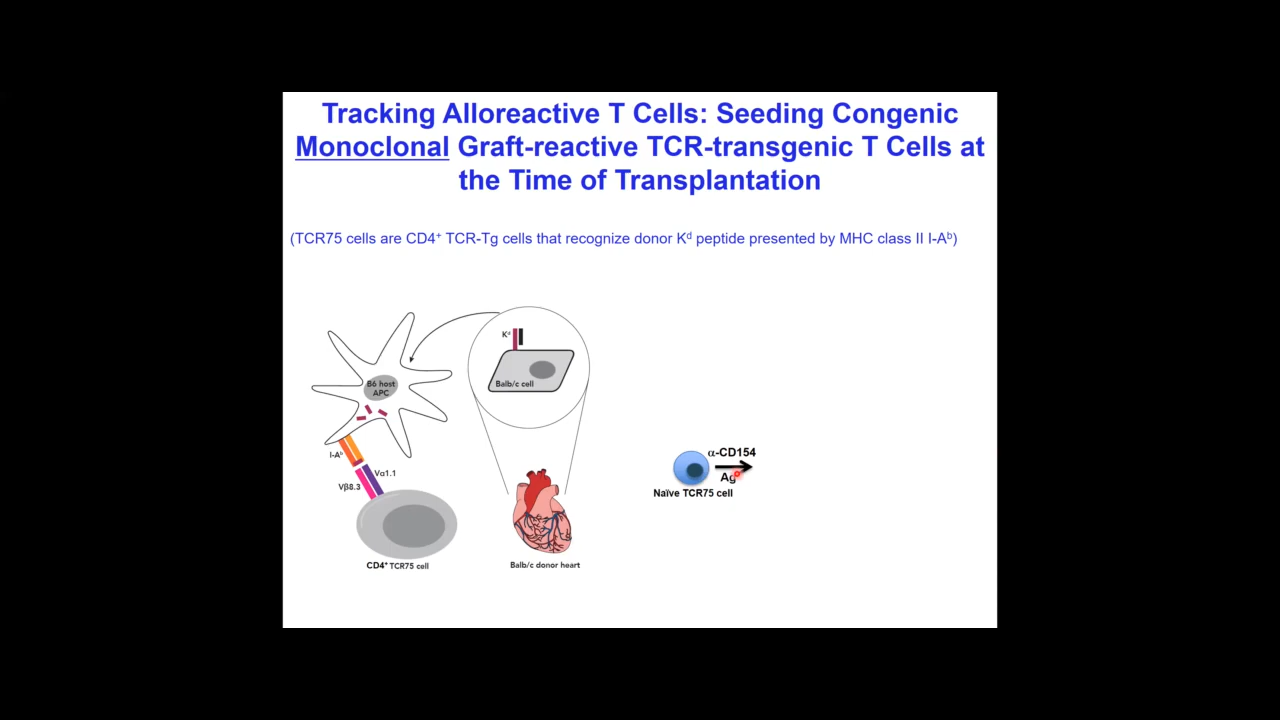 Tracking Alloreactive T Cells: Seeding Congenic
Monoclonal Graft-reactive TCR-transgenic T Cells at
the Time of Transplantation
(TCR75 cells are CD4⁺ TCR-Tg cells that recognize donor Kᵈ peptide presented by MHC class II I-Aᵇ)
Kᵈ
Balb/c cell
B6 host
APC
I-Aᵇ
Vα1.1
Vβ8.3
CD4⁺ TCR75 cell
Balb/c donor heart
α-CD154
Ag
Naïve TCR75 cell